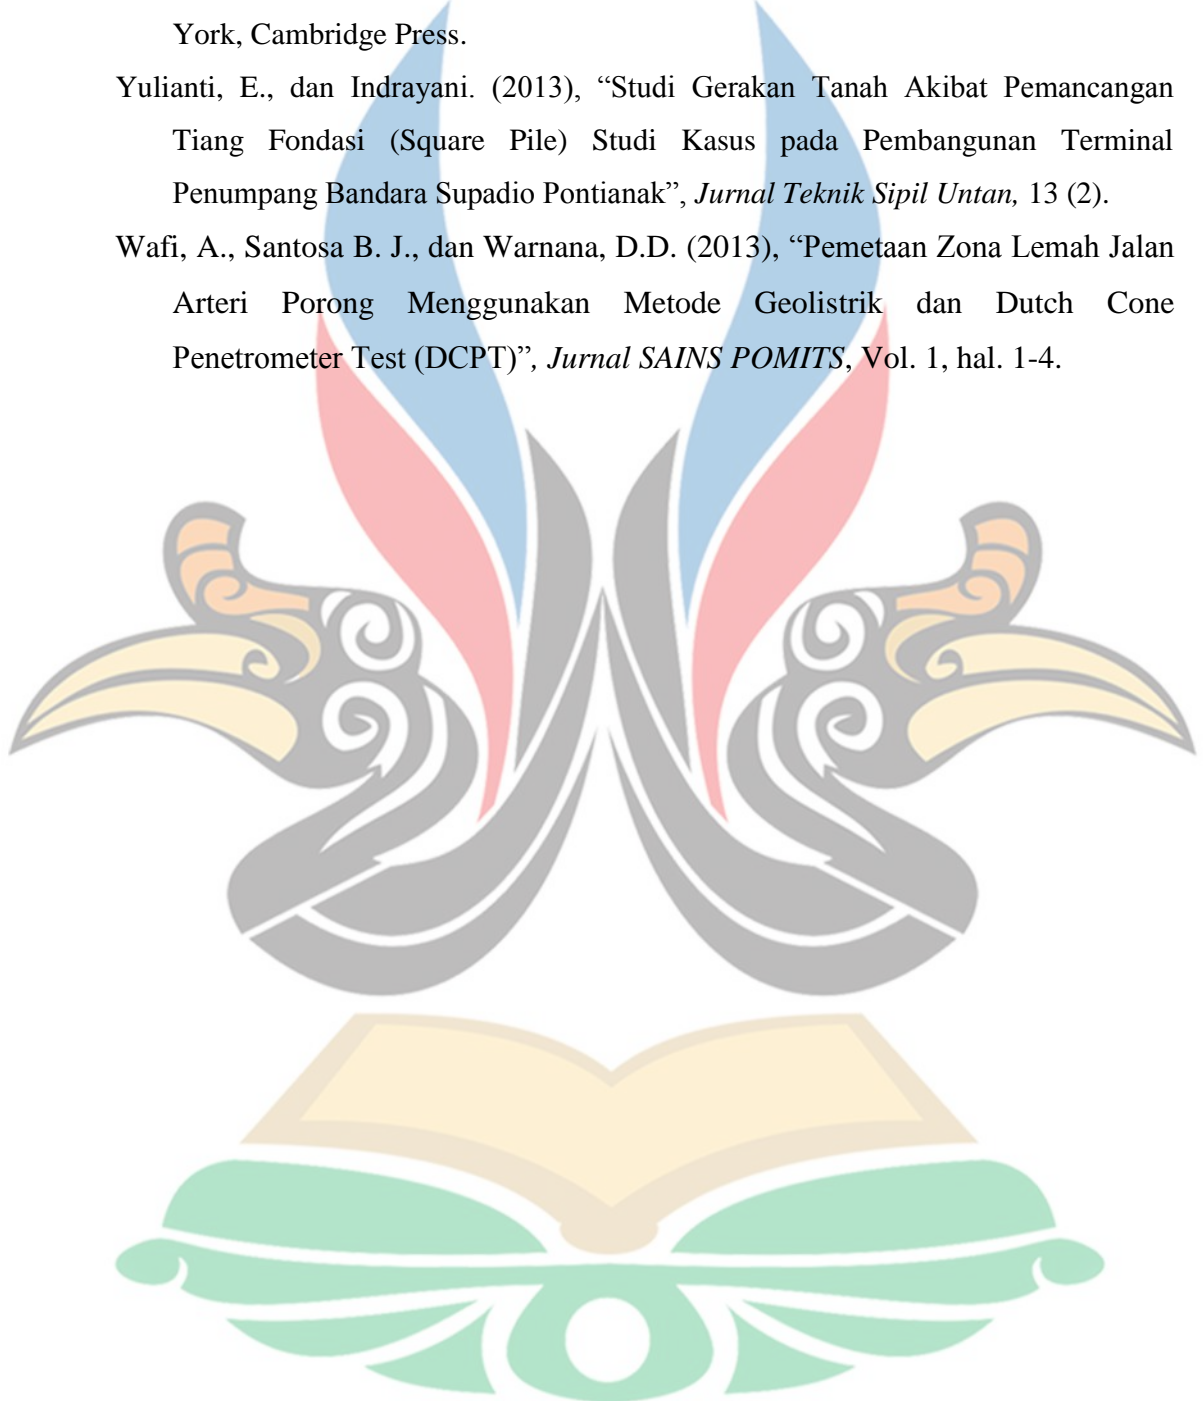 York, Cambridge Press.
Yulianti, E., dan Indrayani. (2013), “Studi Gerakan Tanah Akibat Pemancangan
Tiang Fondasi (Square Pile) Studi Kasus pada Pembangunan Terminal
Penumpang Bandara Supadio Pontianak”, Jurnal Teknik Sipil Untan, 13 (2).
Wafi, A., Santosa B. J., dan Warnana, D.D. (2013), “Pemetaan Zona Lemah Jalan
Arteri Porong Menggunakan Metode Geolistrik dan Dutch Cone
Penetrometer Test (DCPT)”, Jurnal SAINS POMITS, Vol. 1, hal. 1-4.